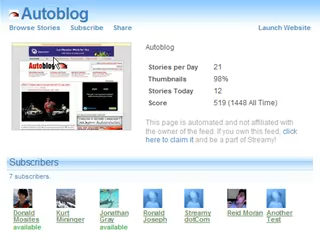 Autoblog
Browse Stories Subscribe Share Launch Website
Autoblog
Autoblog
Stories per Day 21
Thumbnails 98%
Stories Today 12
Score 519 (1448 All Time)
This page is automated and not affiliated with
the owner of the feed. If you own this feed, click
here to claim it and be a part of Streamy!
Subscribers
7 subscribers.
Donald Kurt Jonathan Ronald Streamy Reid Moran Another
Mosites Miringer Gray Joseph dotCom Test
available available